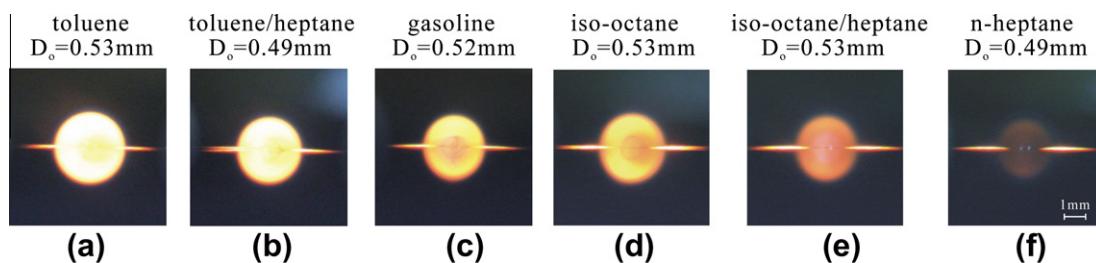 toluene
Dₒ=0.53mm
toluene/heptane
Dₒ=0.49mm
gasoline
Dₒ=0.52mm
iso-octane
Dₒ=0.53mm
iso-octane/heptane
Dₒ=0.53mm
n-heptane
Dₒ=0.49mm
1mm
(a)
(b)
(c)
(d)
(e)
(f)